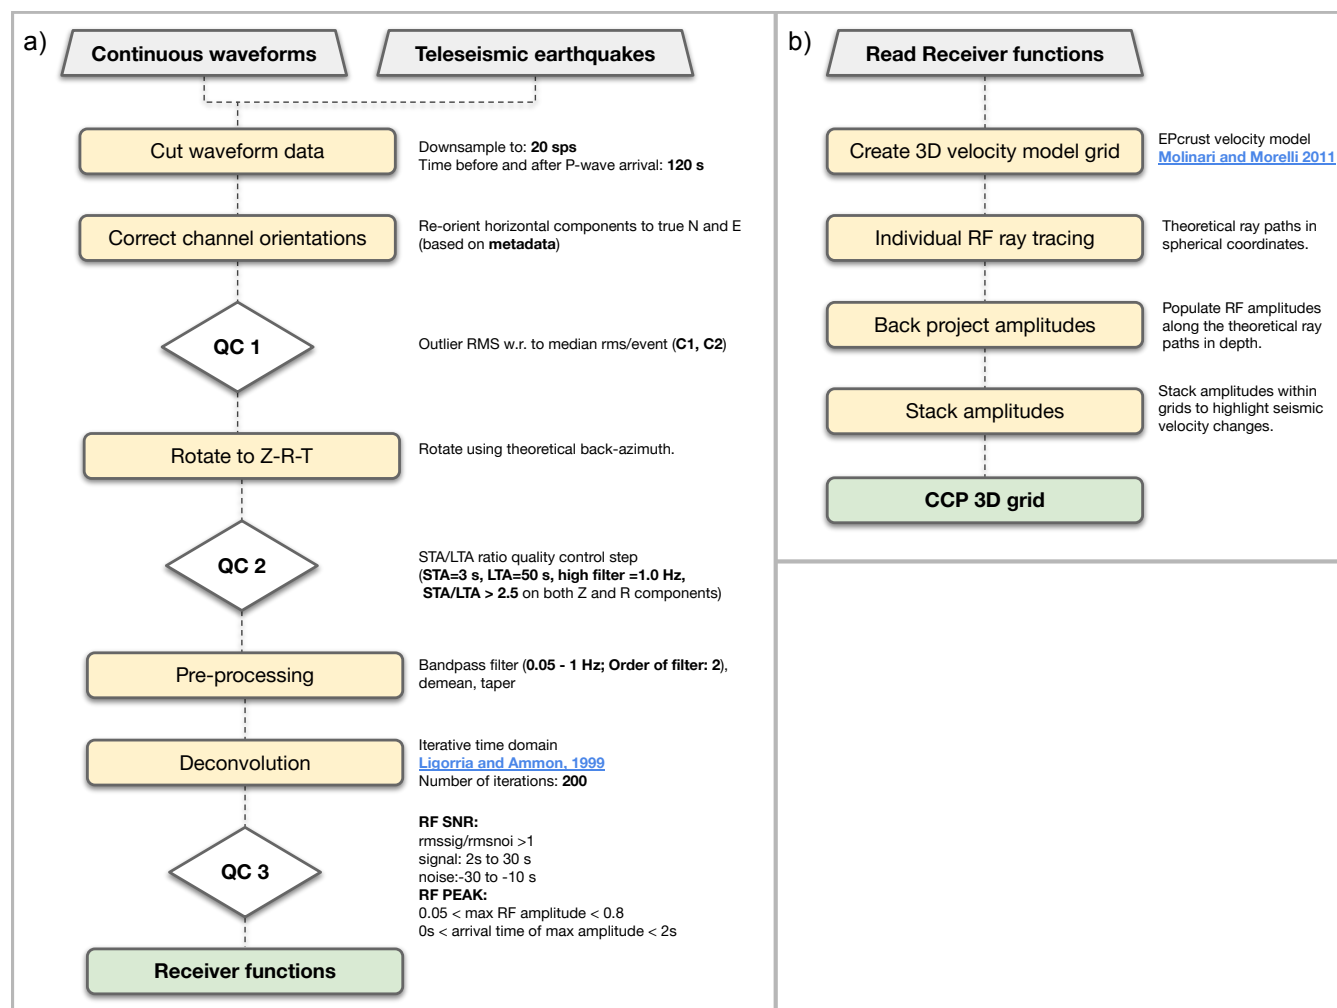 a)
Continuous waveforms
Teleseismic earthquakes
Cut waveform data
Downsample to: 20 sps
Time before and after P-wave arrival: 120 s
Correct channel orientations
Re-orient horizontal components to true N and E
(based on metadata)
QC 1
Outlier RMS w.r. to median rms/event (C1, C2)
Rotate to Z-R-T
Rotate using theoretical back-azimuth.
QC 2
STA/LTA ratio quality control step
(STA=3 s, LTA=50 s, high filter =1.0 Hz,
STA/LTA > 2.5 on both Z and R components)
Pre-processing
Bandpass filter (0.05 - 1 Hz; Order of filter: 2),
demean, taper
Deconvolution
Iterative time domain
Ligorria and Ammon, 1999
Number of iterations: 200
QC 3
RF SNR:
rmssig/rmsnoi >1
signal: 2s to 30 s
noise:-30 to -10 s
RF PEAK:
0.05 < max RF amplitude < 0.8
0s < arrival time of max amplitude < 2s
Receiver functions
b)
Read Receiver functions
Create 3D velocity model grid
EPcrust velocity model
Molinari and Morelli 2011
Individual RF ray tracing
Theoretical ray paths in
spherical coordinates.
Back project amplitudes
Populate RF amplitudes
along the theoretical ray
paths in depth.
Stack amplitudes
Stack amplitudes within
grids to highlight seismic
velocity changes.
CCP 3D grid